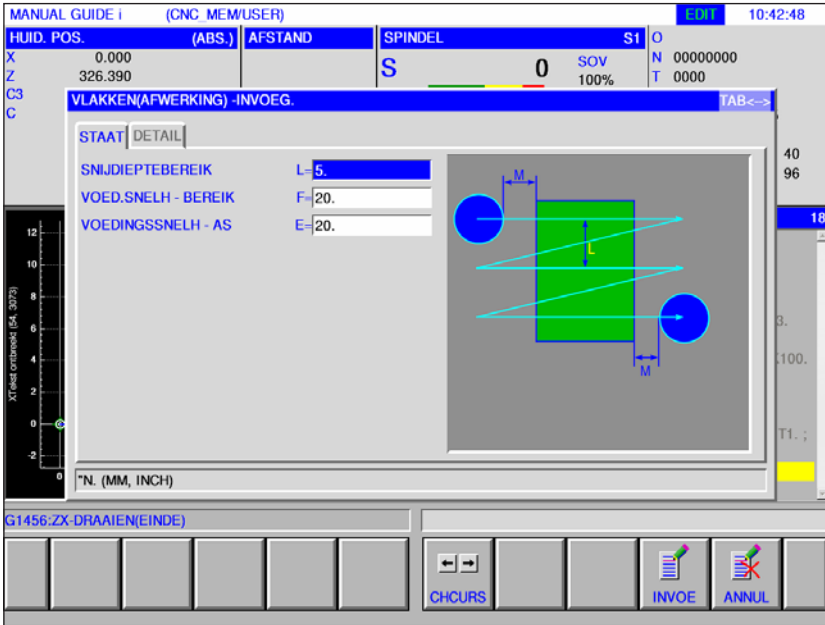 MANUAL GUIDE i (CNC_MEM/USER) EDIT 10:42:48
HUID. POS. (ABS.) AFSTAND SPINDEL S1 O
X 0.000 N 00000000
Z 326.390 S 0 SOV 100% T 0000
C3
C
VLAKKEN(AFWERKING) -INVOEG. TAB<-->
STAAT DETAIL
SNIJDIEPTEBEREIK L=5.
VOED.SNELH - BEREIK F=20.
VOEDINGSSNELH - AS E=20.
M
L
M
40
96
18
12
10
8
6
4
2
0
-2
0
XTekst ontbreekt (54, 3073)
3.
100.
T1. ;
"N. (MM, INCH)
G1456:ZX-DRAAIEN(EINDE)
CHCURS INVOE ANNUL